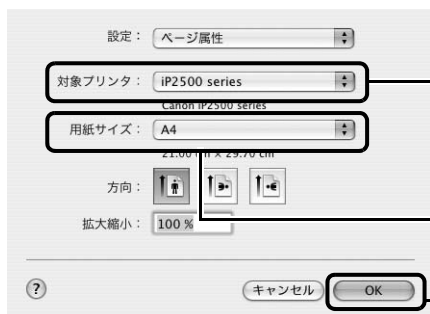 設定： ページ属性
対象プリンタ： iP2500 series
Canon iP2500 series
用紙サイズ： A4
21.00 cm × 29.70 cm
方向：
拡大縮小： 100 %
? キャンセル OK